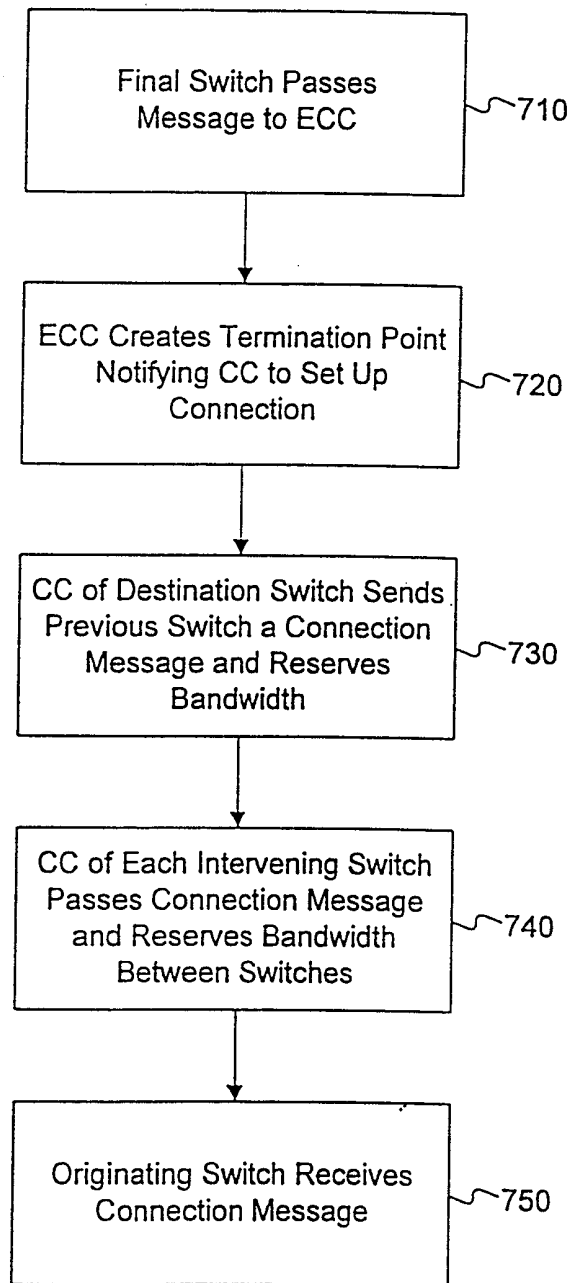 Final Switch Passes
Message to ECC
710
ECC Creates Termination Point
Notifying CC to Set Up
Connection
720
CC of Destination Switch Sends
Previous Switch a Connection
Message and Reserves
Bandwidth
730
CC of Each Intervening Switch
Passes Connection Message
and Reserves Bandwidth
Between Switches
740
Originating Switch Receives
Connection Message
750